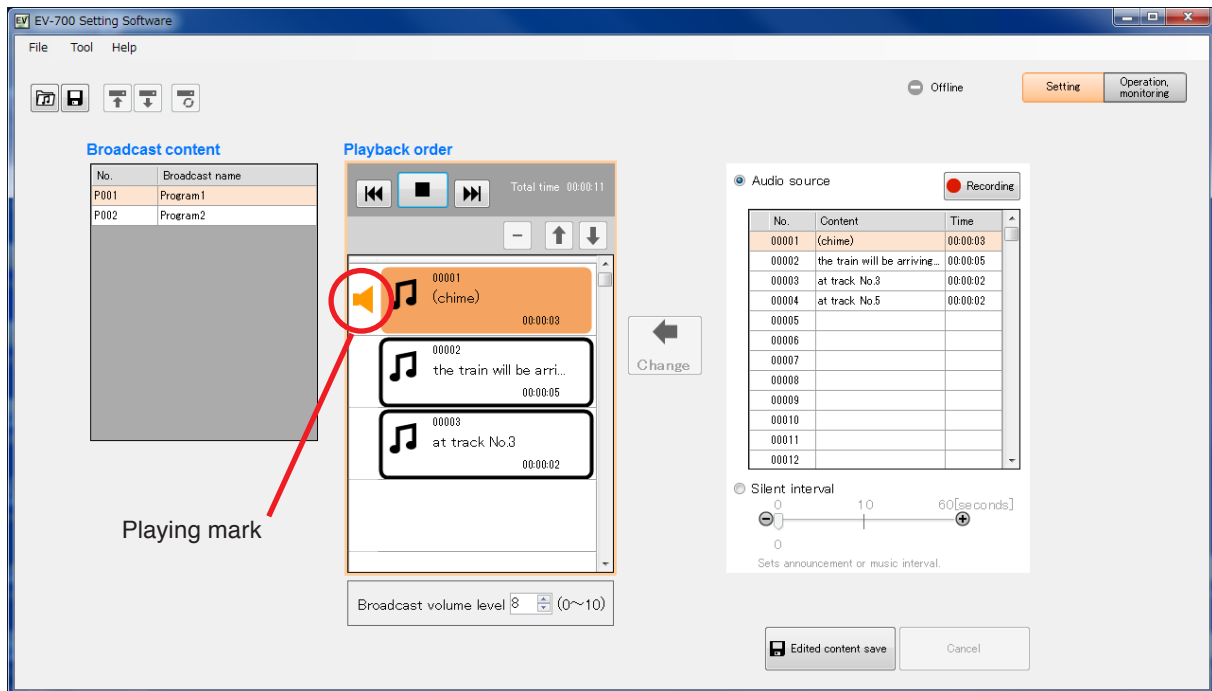 EV EV-700 Setting Software
File Tool Help
Offline
Setting
Operation,
monitoring
Broadcast content
No. Broadcast name
P001 Program1
P002 Program2
Playback order
Total time 00:00:11
00001
(chime)
00:00:03
00002
the train will be arri...
00:00:05
00003
at track No.3
00:00:02
Playing mark
Broadcast volume level 8 (0～10)
Change
Audio source
Recording
No. Content Time
00001 (chime) 00:00:03
00002 the train will be arriving... 00:00:05
00003 at track No.3 00:00:02
00004 at track No.5 00:00:02
00005
00006
00007
00008
00009
00010
00011
00012
Silent interval
0 10 60[seconds]
0
Sets announcement or music interval.
Edited content save
Cancel